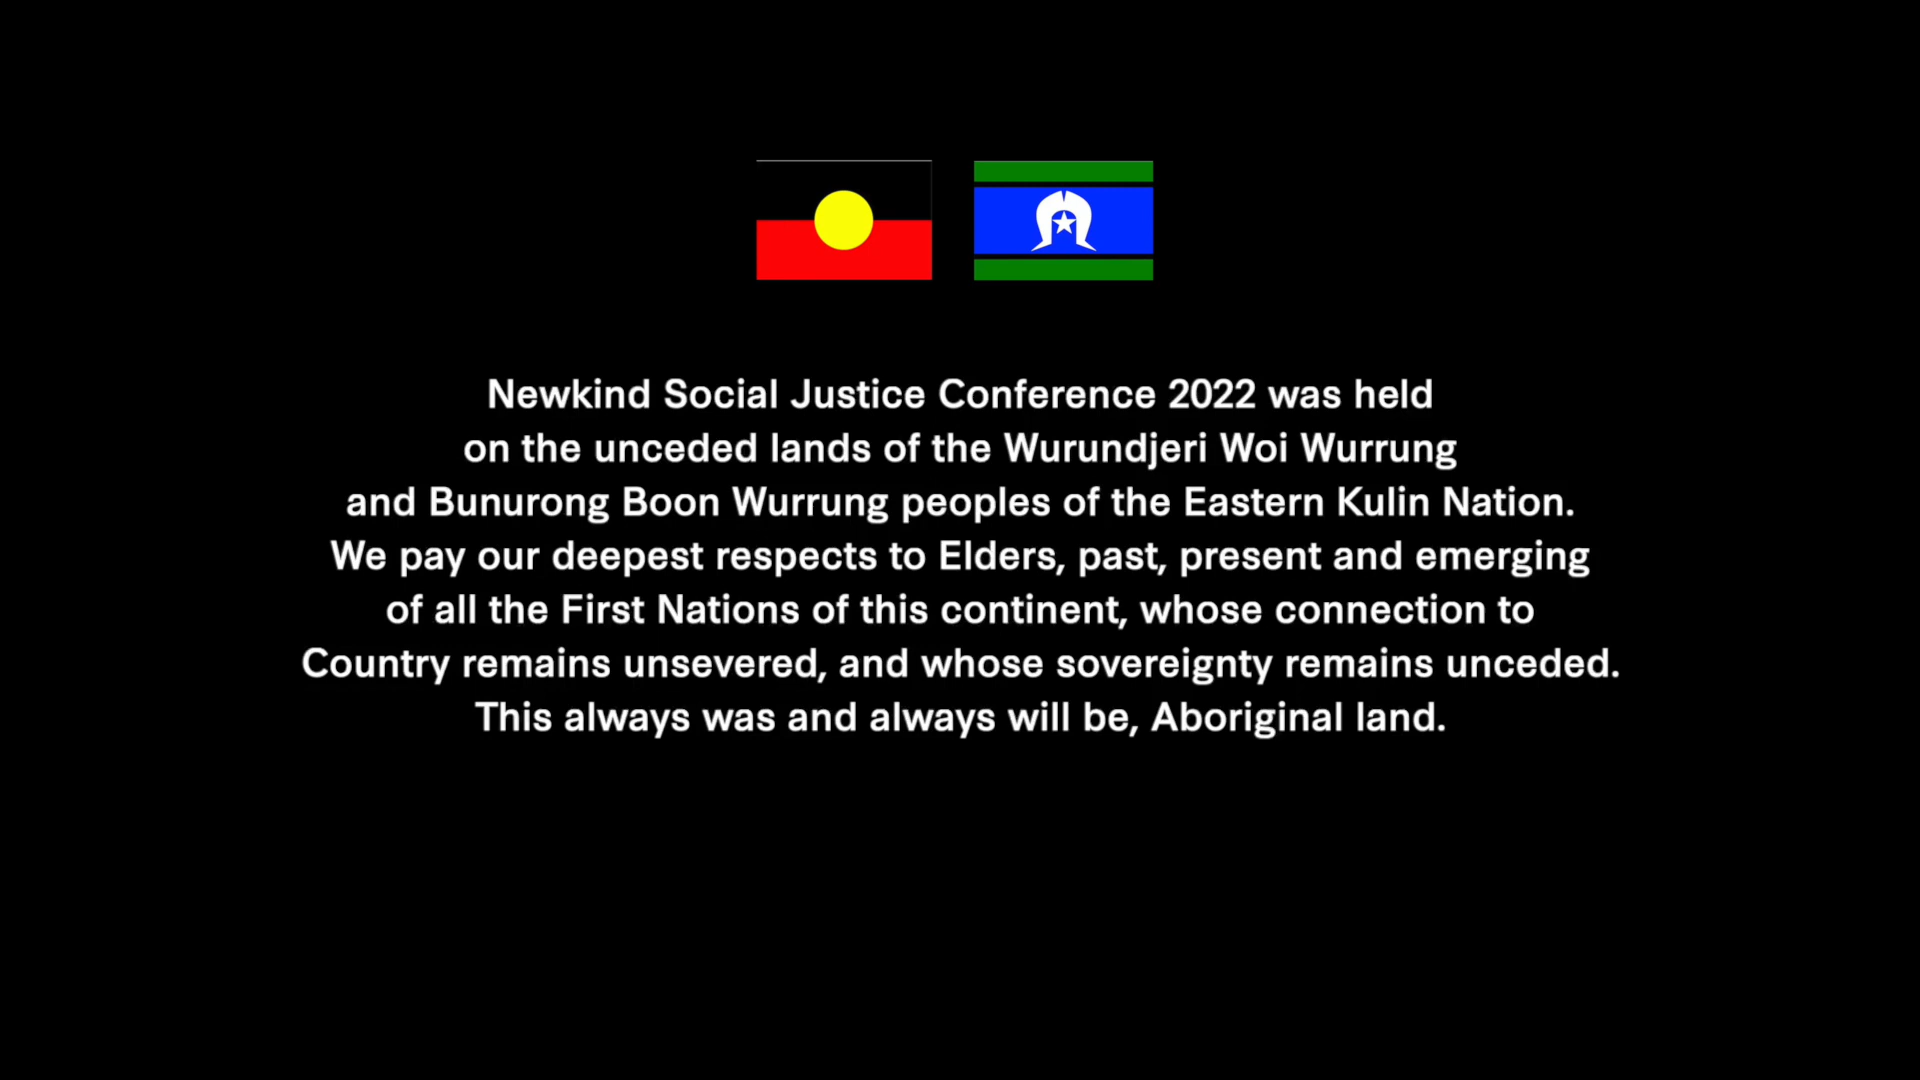 Newkind Social Justice Conference 2022 was held
on the unceded lands of the Wurundjeri Woi Wurrung
and Bunurong Boon Wurrung peoples of the Eastern Kulin Nation.
We pay our deepest respects to Elders, past, present and emerging
of all the First Nations of this continent, whose connection to
Country remains unsevered, and whose sovereignty remains unceded.
This always was and always will be, Aboriginal land.